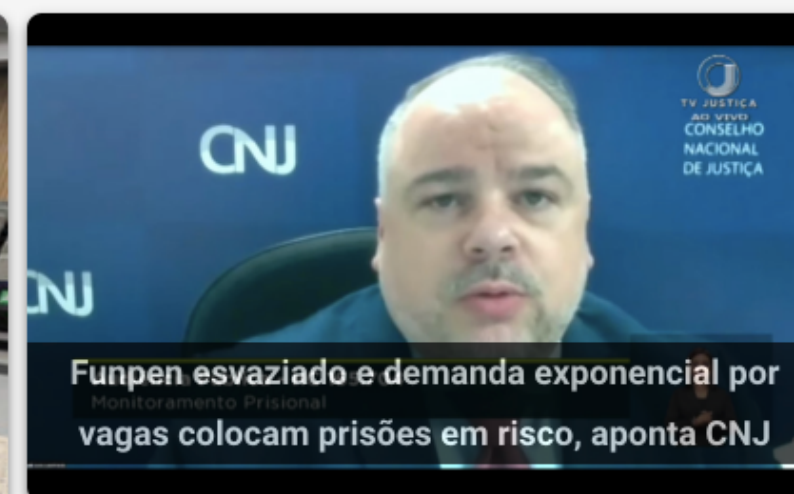 TV JUSTIÇA
AO VIVO
CONSELHO
NACIONAL
DE JUSTIÇA
CNJ
CNJ
Funpen esvaziado e demanda exponencial por
Monitoramento Prisional
vagas colocam prisões em risco, aponta CNJ